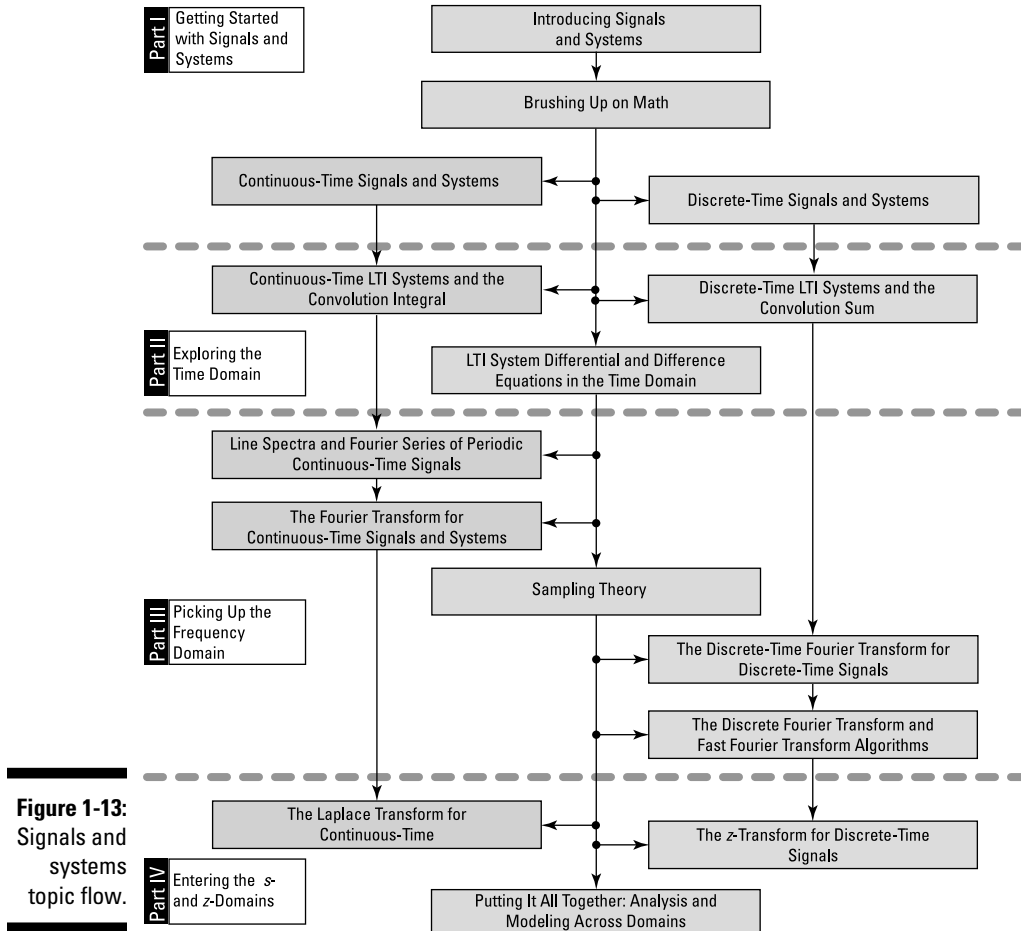 Part I
Getting Started
with Signals and
Systems
Introducing Signals
and Systems
Brushing Up on Math
Continuous-Time Signals and Systems
Discrete-Time Signals and Systems
Continuous-Time LTI Systems and the
Convolution Integral
Discrete-Time LTI Systems and the
Convolution Sum
Part II
Exploring the
Time Domain
LTI System Differential and Difference
Equations in the Time Domain
Line Spectra and Fourier Series of Periodic
Continuous-Time Signals
The Fourier Transform for
Continuous-Time Signals and Systems
Sampling Theory
Part III
Picking Up the
Frequency
Domain
The Discrete-Time Fourier Transform for
Discrete-Time Signals
The Discrete Fourier Transform and
Fast Fourier Transform Algorithms
Figure 1-13:
Signals and
systems
topic flow.
The Laplace Transform for
Continuous-Time
The z-Transform for Discrete-Time
Signals
Part IV
Entering the s-
and z-Domains
Putting It All Together: Analysis and
Modeling Across Domains